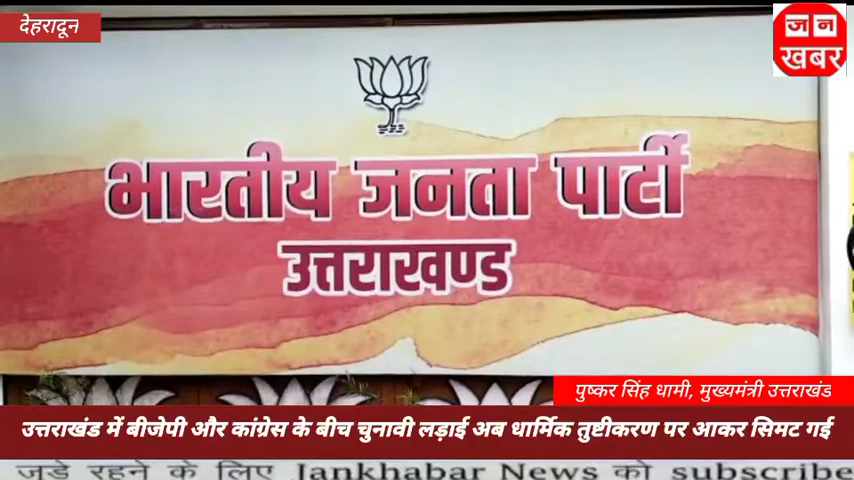 देहरादून
जन
खबर
भारतीय जनता पार्टी
उत्तराखण्ड
पुष्कर सिंह धामी, मुख्यमंत्री उत्तराखंड
उत्तराखंड में बीजेपी और कांग्रेस के बीच चुनावी लड़ाई अब धार्मिक तुष्टीकरण पर आकर सिमट गई
जुडे रहने के लिए Jankhabar News को subscribe